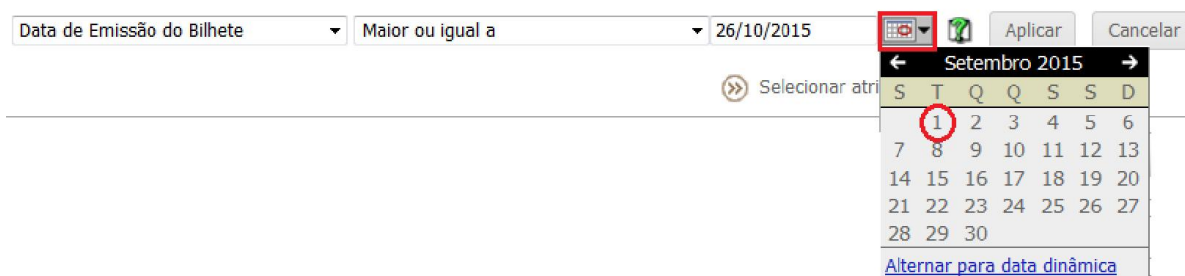 Data de Emissão do Bilhete Maior ou igual a 26/10/2015 Aplicar Cancelar
Selecionar atri
Setembro 2015
S T Q Q S S D
1 2 3 4 5 6
7 8 9 10 11 12 13
14 15 16 17 18 19 20
21 22 23 24 25 26 27
28 29 30
Alternar para data dinâmica